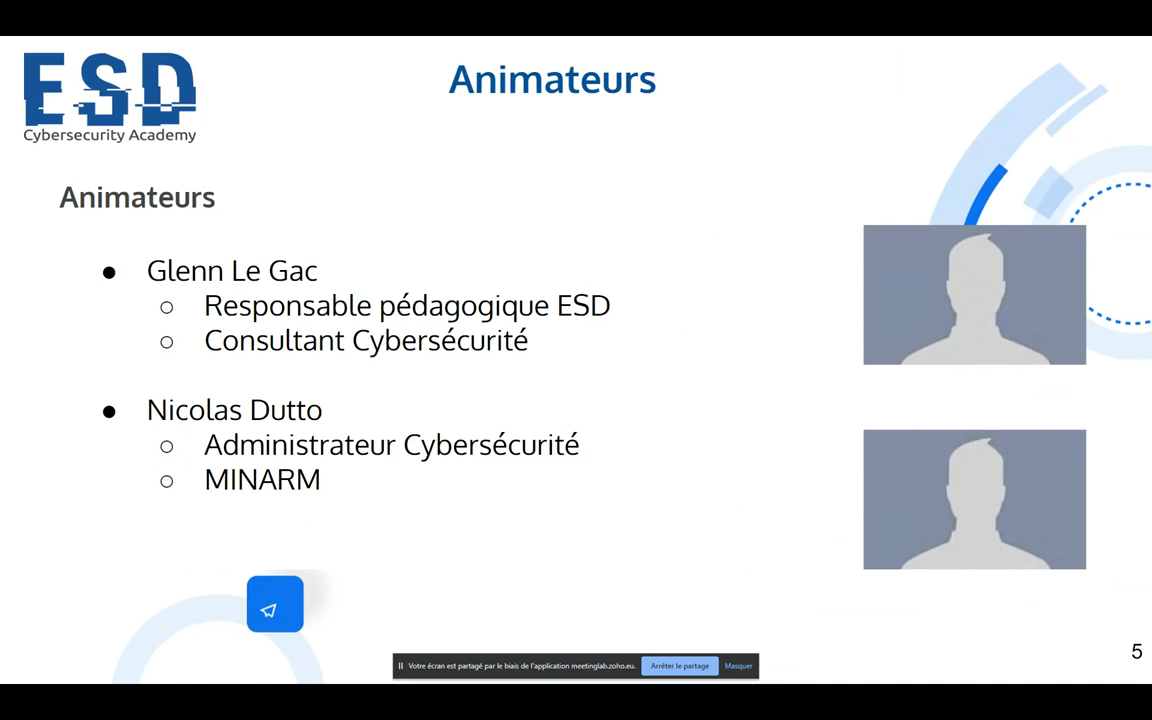 ESD
Cybersecurity Academy
Animateurs
Animateurs
● Glenn Le Gac
○ Responsable pédagogique ESD
○ Consultant Cybersécurité
● Nicolas Dutto
○ Administrateur Cybersécurité
○ MINARM
Votre écran est partagé par le biais de l'application meetinglab.zoho.eu. Arrêter le partage Masquer
5